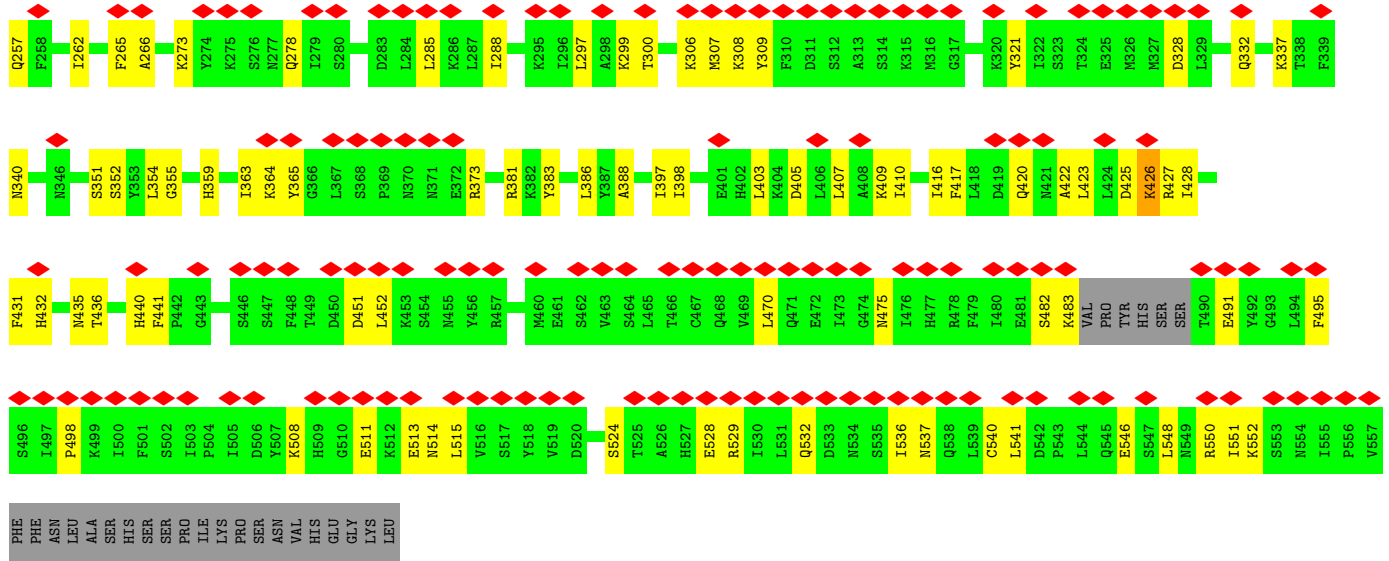 Q257 F258 I262 F265 A266 K273 Y274 K275 S276 N277 Q278 I279 S280 D283 L284 L285 K286 L287 I288 K295 I296 L297 A298 K299 T300 K306 M307 K308 Y309 F310 D311 S312 A313 S314 K315 M316 G317 K320 Y321 I322 S323 T324 E325 M326 M327 D328 L329 Q332 K337 T338 F339
N340 N346 S351 S352 Y353 L354 G355 H359 I363 K364 Y365 G366 L367 S368 P369 N370 N371 E372 R373 R381 K382 Y383 L386 Y387 A388 I397 I398 E401 H402 L403 K404 D405 L406 L407 A408 K409 I410 I416 F417 L418 D419 Q420 N421 A422 L423 L424 D425 K426 R427 I428
F431 H432 N435 T436 H440 F441 P442 G443 S446 S447 F448 T449 D450 D451 L452 K453 S454 N455 Y456 R457 M460 E461 S462 V463 S464 L465 T466 C467 Q468 V469 L470 Q471 E472 I473 G474 N475 I476 H477 R478 F479 I480 E481 S482 K483 VAL PRO TYR HIS SER SER T490 E491 Y492 G493 L494 F495
S496 I497 P498 K499 I500 F501 S502 I503 P504 I505 D506 Y507 K508 H509 G510 E511 K512 E513 N514 L515 V516 S517 Y518 V519 D520 S524 T525 A526 H527 E528 R529 I530 L531 Q532 D533 N534 S535 I536 N537 Q538 L539 C540 L541 D542 P543 L544 Q545 E546 S547 L548 N549 R550 I551 K552 S553 N554 I555 P556 V557
PHE PHE ASN LEU ALA SER HIS SER SER PRO ILE LYS PRO SER ASN VAL HIS GLU GLY LYS LEU